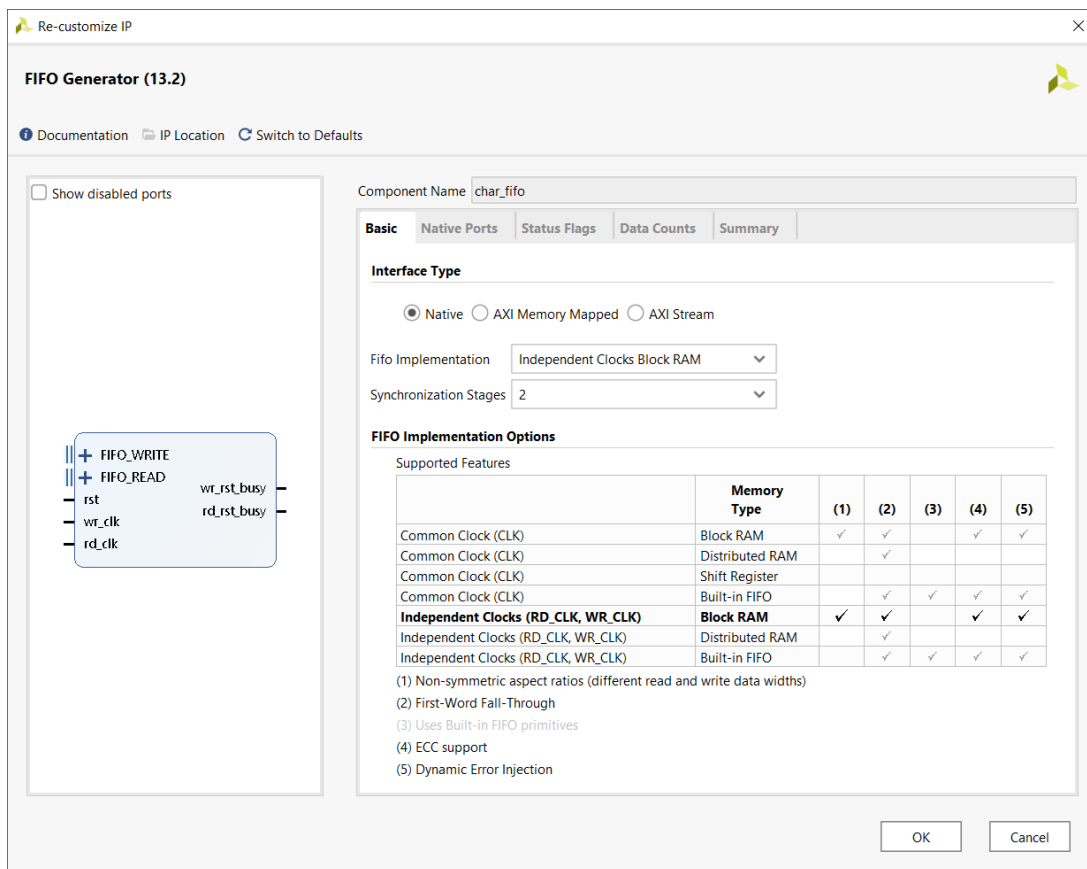 Re-customize IP
FIFO Generator (13.2)
Documentation IP Location Switch to Defaults
Show disabled ports
FIFO_WRITE
FIFO_READ
rst
wr_clk
rd_clk
wr_rst_busy
rd_rst_busy
Component Name char_fifo
Basic Native Ports Status Flags Data Counts Summary
Interface Type
Native AXI Memory Mapped AXI Stream
Fifo Implementation Independent Clocks Block RAM
Synchronization Stages 2
FIFO Implementation Options
Supported Features
Memory Type (1) (2) (3) (4) (5)
Common Clock (CLK) Block RAM ✓ ✓ ✓ ✓
Common Clock (CLK) Distributed RAM ✓
Common Clock (CLK) Shift Register
Common Clock (CLK) Built-in FIFO ✓ ✓ ✓ ✓
Independent Clocks (RD_CLK, WR_CLK) Block RAM ✓ ✓ ✓ ✓
Independent Clocks (RD_CLK, WR_CLK) Distributed RAM ✓
Independent Clocks (RD_CLK, WR_CLK) Built-in FIFO ✓ ✓ ✓ ✓
(1) Non-symmetric aspect ratios (different read and write data widths)
(2) First-Word Fall-Through
(3) Uses Built-in FIFO primitives
(4) ECC support
(5) Dynamic Error Injection
OK Cancel